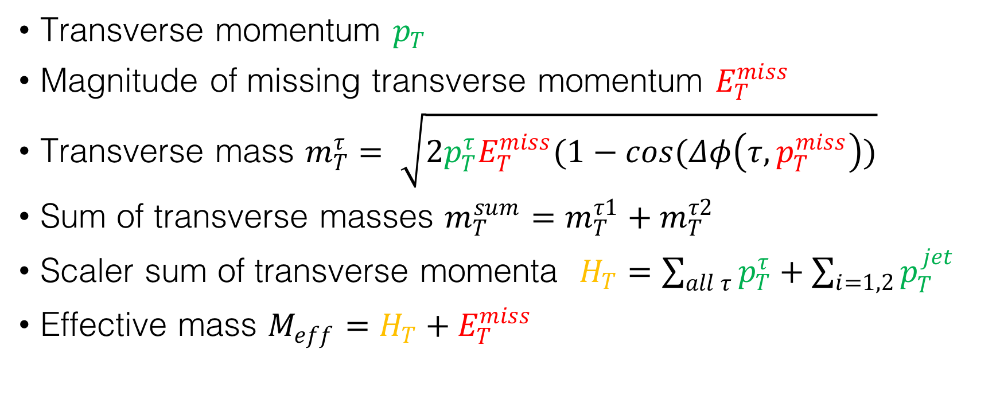 • Transverse momentum $p_T$
• Magnitude of missing transverse momentum $E_T^{miss}$
• Transverse mass $m_T^{\tau} = \sqrt{2p_T^{\tau}E_T^{miss}(1 - cos(\Delta\phi(\tau, p_T^{miss}))}$
• Sum of transverse masses $m_T^{sum} = m_T^{\tau 1} + m_T^{\tau 2}$
• Scaler sum of transverse momenta $H_T = \sum_{all\ \tau} p_T^{\tau} + \sum_{i=1,2} p_T^{jet}$
• Effective mass $M_{eff} = H_T + E_T^{miss}$